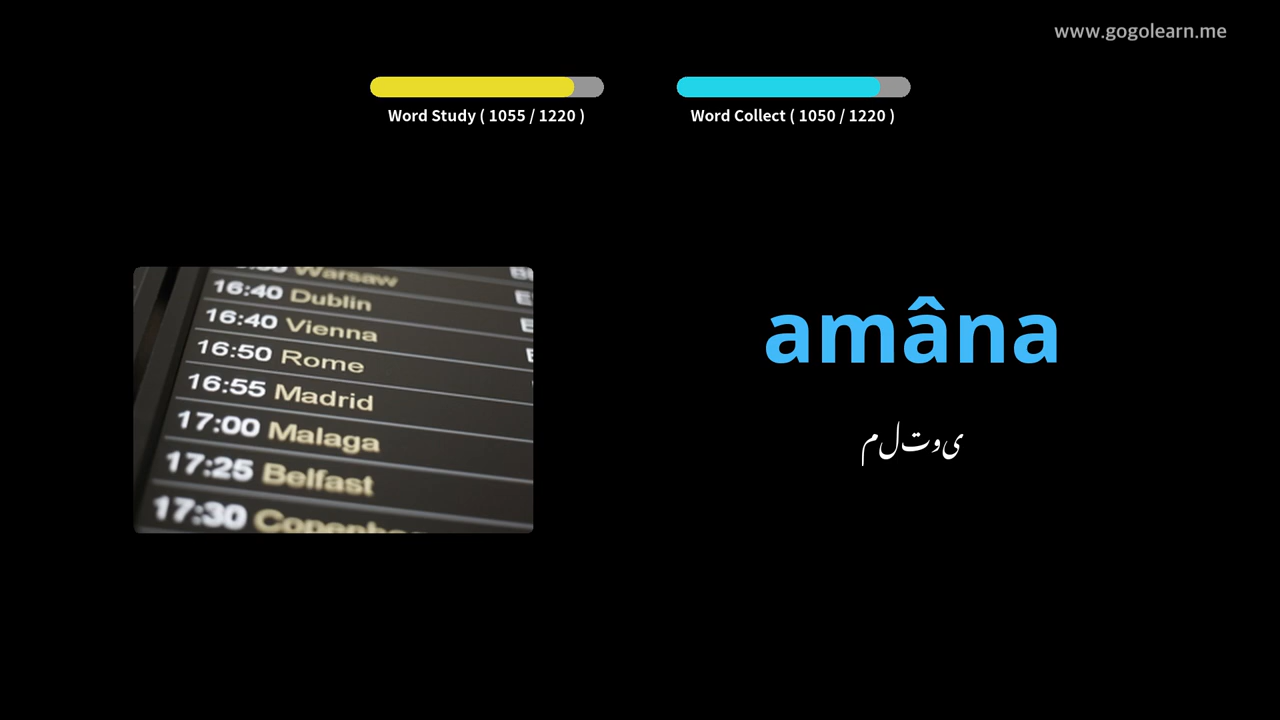 www.gogolearn.me
Word Study ( 1055 / 1220 )
Word Collect ( 1050 / 1220 )
Warsaw
16:40 Dublin
16:40 Vienna
16:50 Rome
16:55 Madrid
17:00 Malaga
17:25 Belfast
17:30
amâna
یوتلم